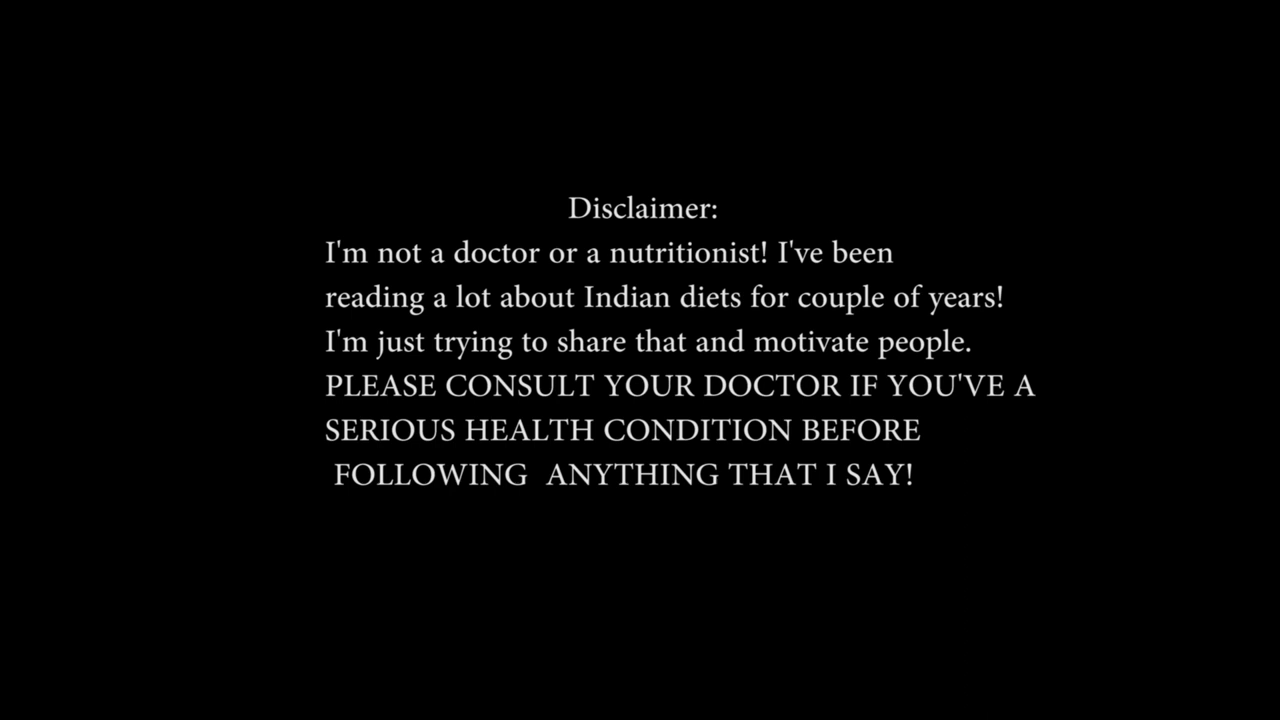 Disclaimer:
I'm not a doctor or a nutritionist! I've been
reading a lot about Indian diets for couple of years!
I'm just trying to share that and motivate people.
PLEASE CONSULT YOUR DOCTOR IF YOU'VE A
SERIOUS HEALTH CONDITION BEFORE
FOLLOWING  ANYTHING THAT I SAY!